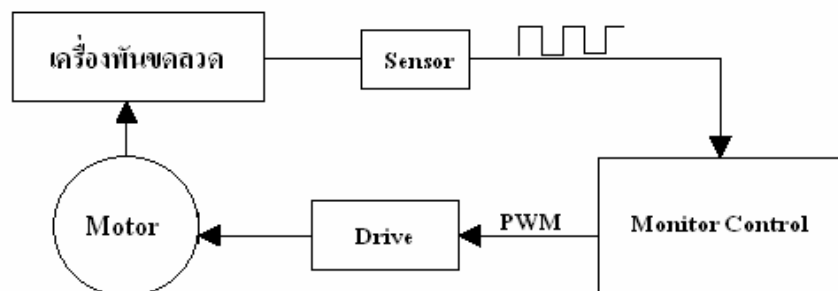 เครื่องพันขดลวด
Sensor
Motor
Drive
PWM
Monitor Control